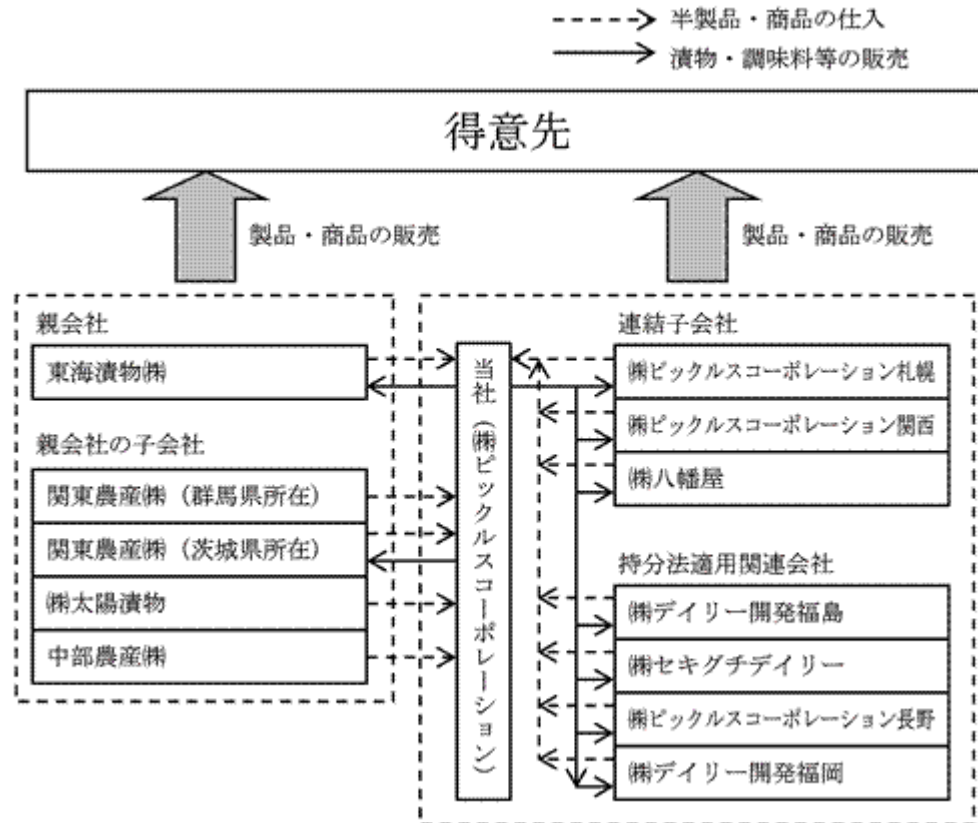 半製品・商品の仕入
漬物・調味料等の販売
得意先
製品・商品の販売
製品・商品の販売
親会社
東海漬物㈱
親会社の子会社
関東農産㈱（群馬県所在）
関東農産㈱（茨城県所在）
㈱太陽漬物
中部農産㈱
当社（㈱ピックルスコーポレーション）
連結子会社
㈱ピックルスコーポレーション札幌
㈱ピックルスコーポレーション関西
㈱八幡屋
持分法適用関連会社
㈱デイリー開発福島
㈱セキグチデイリー
㈱ピックルスコーポレーション長野
㈱デイリー開発福岡